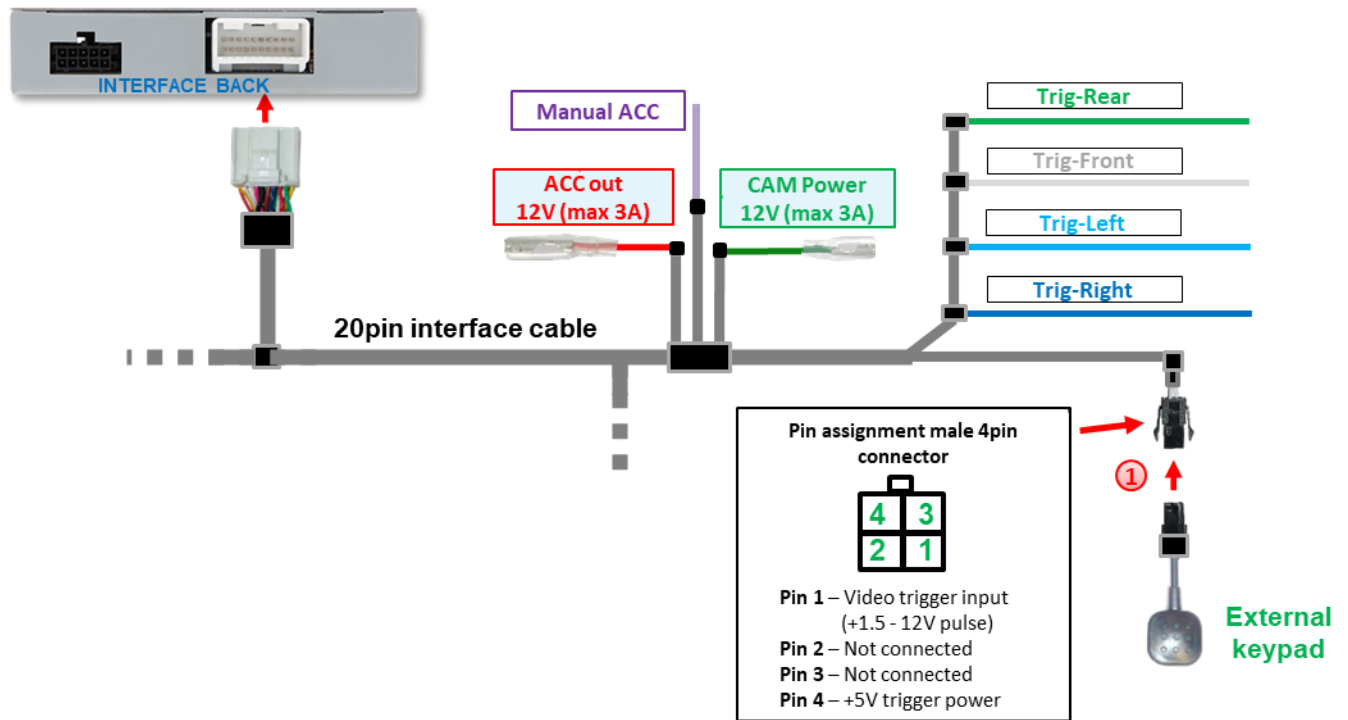 INTERFACE BACK
Manual ACC
ACC out
12V (max 3A)
CAM Power
12V (max 3A)
Trig-Rear
Trig-Front
Trig-Left
Trig-Right
20pin interface cable
Pin assignment male 4pin
connector
4 3
2 1
Pin 1 – Video trigger input
(+1.5 - 12V pulse)
Pin 2 – Not connected
Pin 3 – Not connected
Pin 4 – +5V trigger power
1
External
keypad